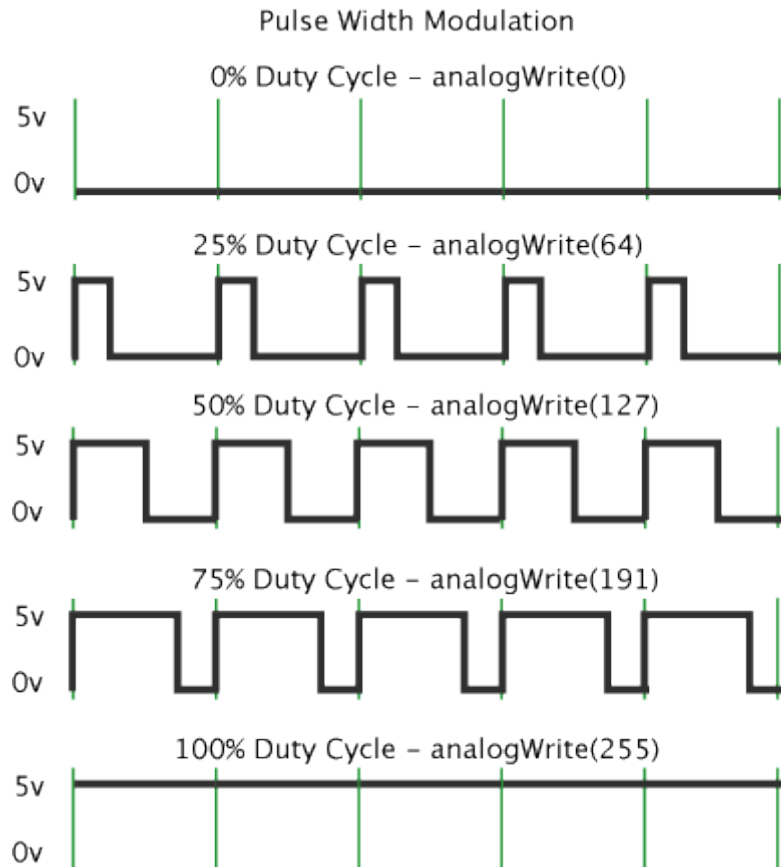 Pulse Width Modulation
0% Duty Cycle – analogWrite(0)
5v
0v
25% Duty Cycle – analogWrite(64)
5v
0v
50% Duty Cycle – analogWrite(127)
5v
0v
75% Duty Cycle – analogWrite(191)
5v
0v
100% Duty Cycle – analogWrite(255)
5v
0v